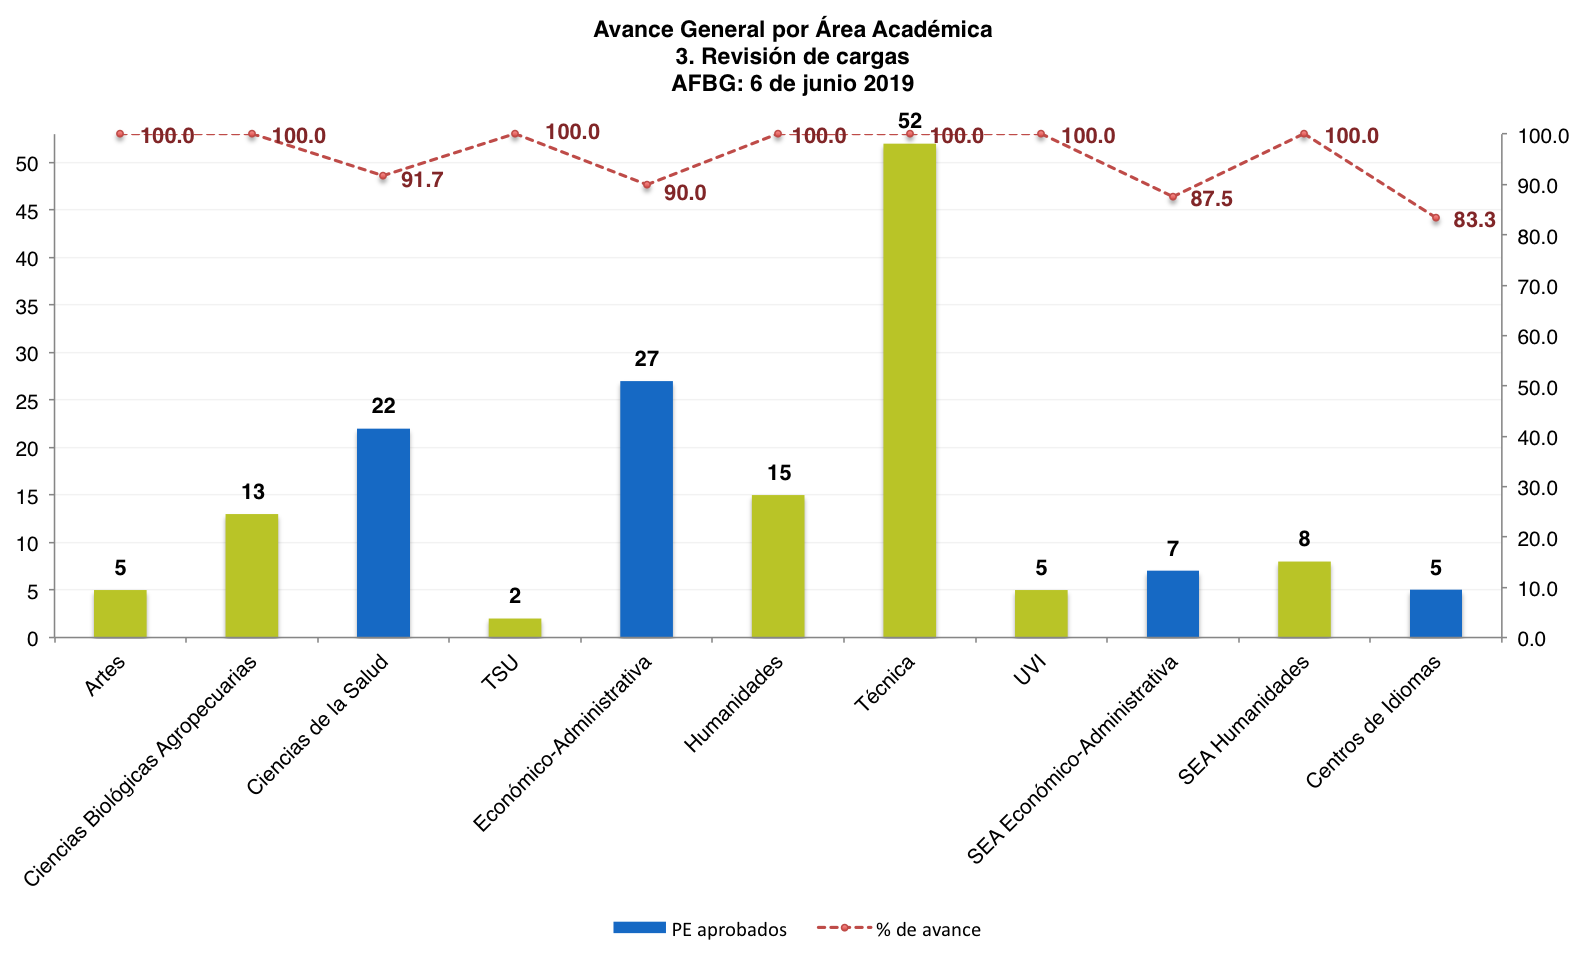 Avance General por Área Académica
3. Revisión de cargas
AFBG: 6 de junio 2019
100.0 100.0 91.7 100.0 90.0 100.0 100.0 100.0 87.5 100.0 83.3
5 13 22 2 27 15 52 5 7 8 5
50
45
40
35
30
25
20
15
10
5
0
100.0
90.0
80.0
70.0
60.0
50.0
40.0
30.0
20.0
10.0
0.0
Artes
Ciencias Biológicas Agropecuarias
Ciencias de la Salud
TSU
Económico-Administrativa
Humanidades
Técnica
UVI
SEA Económico-Administrativa
SEA Humanidades
Centros de Idiomas
PE aprobados
% de avance